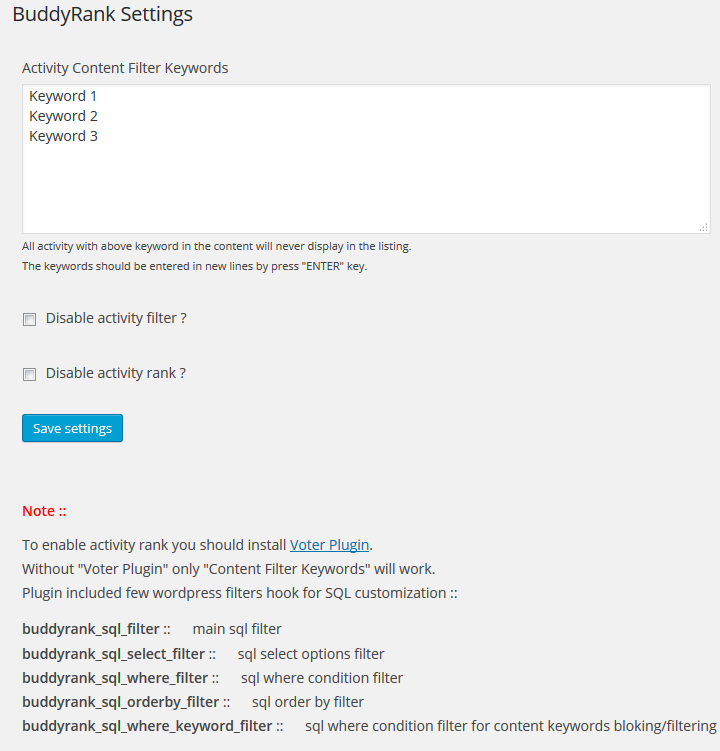 BuddyRank Settings
Activity Content Filter Keywords
Keyword 1
Keyword 2
Keyword 3
All activity with above keyword in the content will never display in the listing.
The keywords should be entered in new lines by press "ENTER" key.
Disable activity filter ?
Disable activity rank ?
Save settings
Note ::
To enable activity rank you should install Voter Plugin.
Without "Voter Plugin" only "Content Filter Keywords" will work.
Plugin included few wordpress filters hook for SQL customization ::
buddyrank_sql_filter :: main sql filter
buddyrank_sql_select_filter :: sql select options filter
buddyrank_sql_where_filter :: sql where condition filter
buddyrank_sql_orderby_filter :: sql order by filter
buddyrank_sql_where_keyword_filter :: sql where condition filter for content keywords bloking/filtering